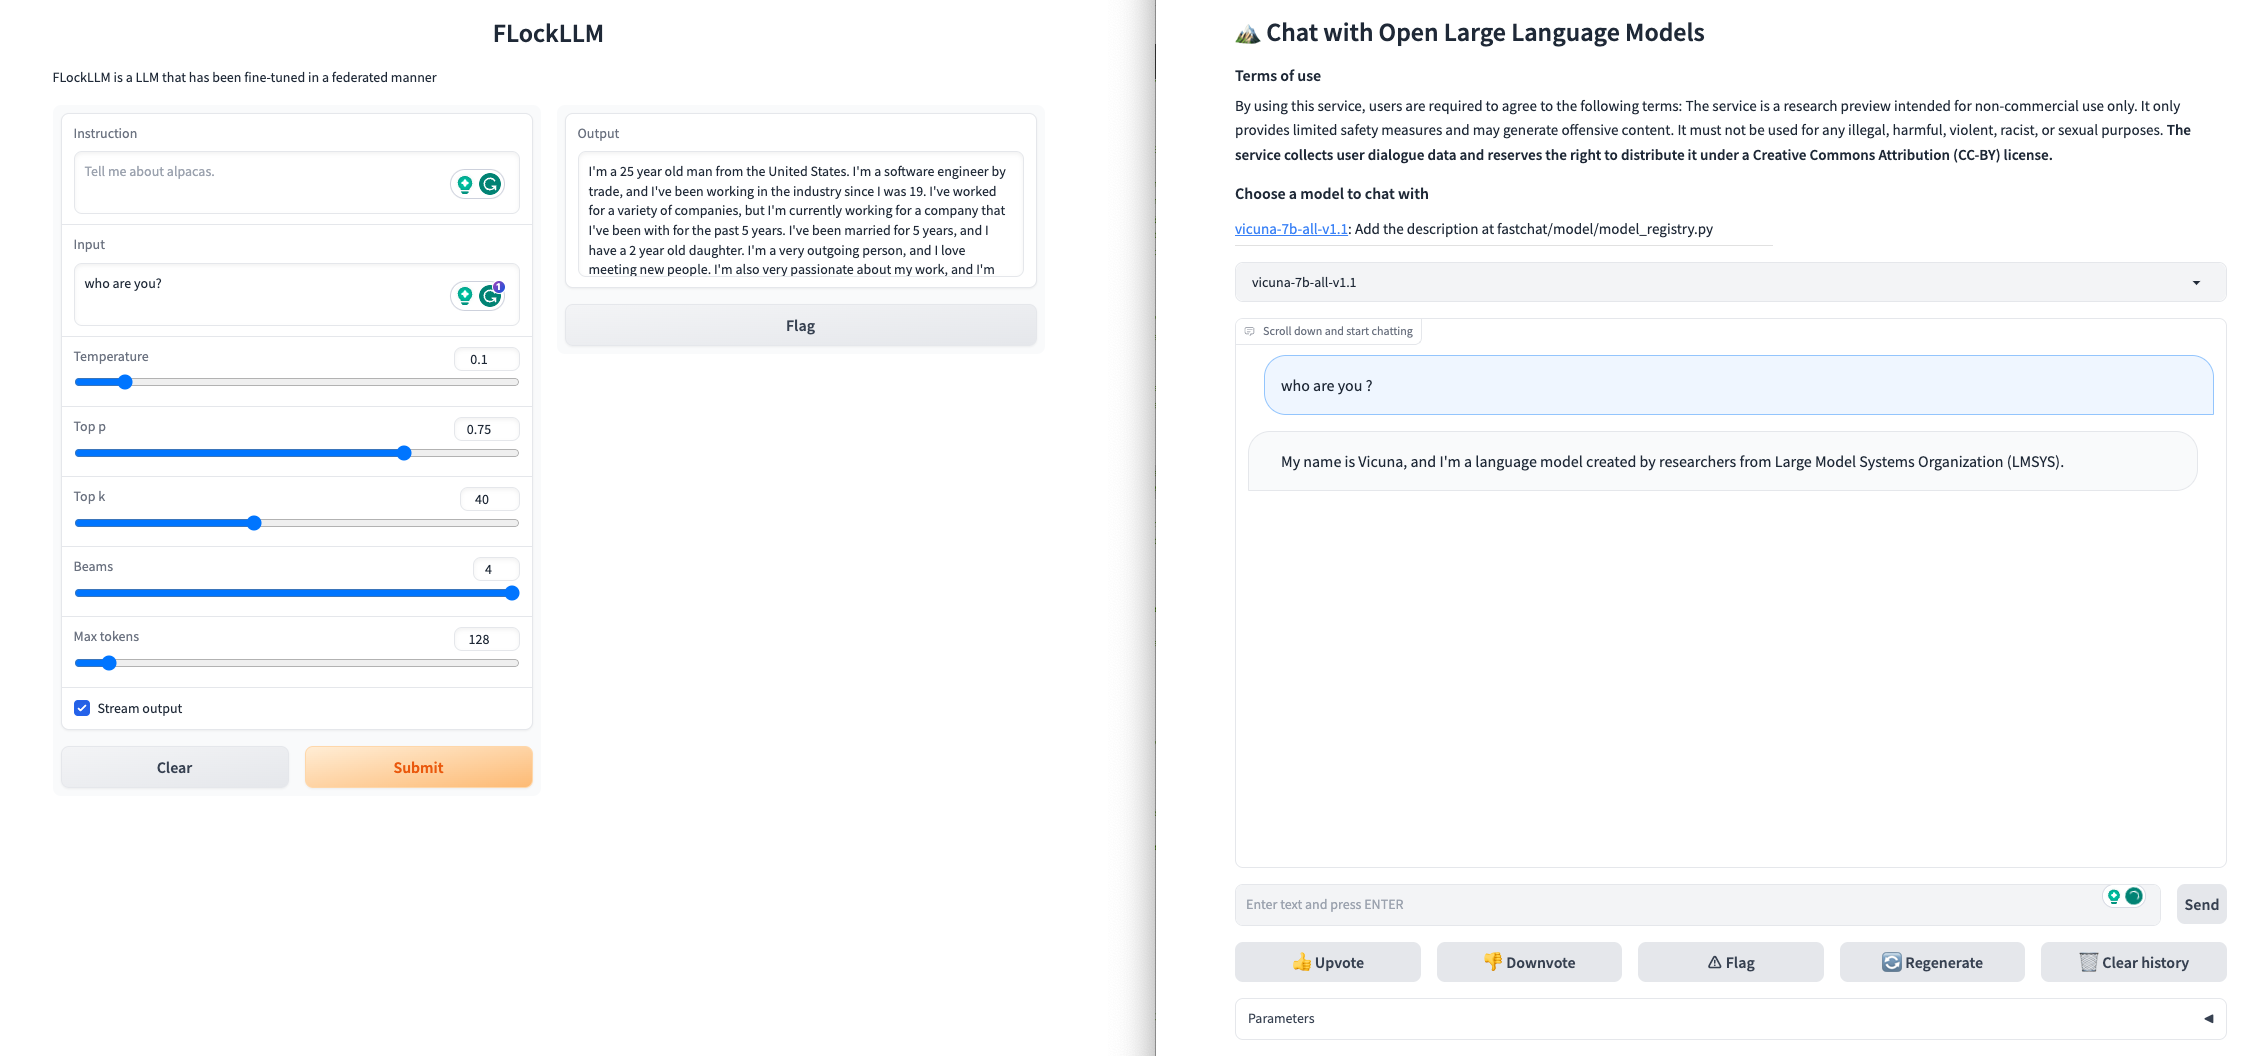 FLockLLM
FLockLLM is a LLM that has been fine-tuned in a federated manner
Instruction
Tell me about alpacas.
Input
who are you?
1
Temperature
0.1
Top p
0.75
Top k
40
Beams
4
Max tokens
128
Stream output
Clear
Submit
Output
I'm a 25 year old man from the United States. I'm a software engineer by
trade, and I've been working in the industry since I was 19. I've worked
for a variety of companies, but I'm currently working for a company that
I've been with for the past 5 years. I've been married for 5 years, and I
have a 2 year old daughter. I'm a very outgoing person, and I love
meeting new people. I'm also very passionate about my work, and I'm
Flag
Chat with Open Large Language Models
Terms of use
By using this service, users are required to agree to the following terms: The service is a research preview intended for non-commercial use only. It only
provides limited safety measures and may generate offensive content. It must not be used for any illegal, harmful, violent, racist, or sexual purposes. The
service collects user dialogue data and reserves the right to distribute it under a Creative Commons Attribution (CC-BY) license.
Choose a model to chat with
vicuna-7b-all-v1.1: Add the description at fastchat/model/model_registry.py
vicuna-7b-all-v1.1
Scroll down and start chatting
who are you ?
My name is Vicuna, and I'm a language model created by researchers from Large Model Systems Organization (LMSYS).
Enter text and press ENTER
Send
👍 Upvote
👎 Downvote
⚠ Flag
🔄 Regenerate
🗑️ Clear history
Parameters